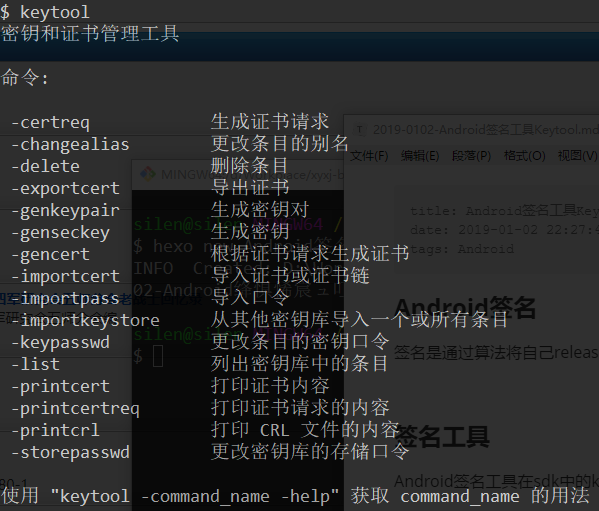 $ keytool
密钥和证书管理工具
命令:
-certreq 生成证书请求
-changealias 更改条目的别名
-delete 删除条目
-exportcert 导出证书
-genkeypair 生成密钥对
-genseckey 生成密钥
-gencert 根据证书请求生成证书
-importcert 导入证书或证书链
-importpass 导入口令
-importkeystore 从其他密钥库导入一个或所有条目
-keypasswd 更改条目的密钥口令
-list 列出密钥库中的条目
-printcert 打印证书内容
-printcertreq 打印证书请求的内容
-printcrl 打印 CRL 文件的内容
-storepasswd 更改密钥库的存储口令
使用 "keytool -command_name -help" 获取 command_name 的用法
2019-0102-Android签名工具Keytool.md
文件(F) 编辑(E) 段落(P) 格式(O) 视图(V)
title: Android签名工具Key
date: 2019-01-02 22:27:4
tags: Android
Android签名
签名是通过算法将自己releas
签名工具
Android签名工具在sdk中的k
$ hexo
INFO
$